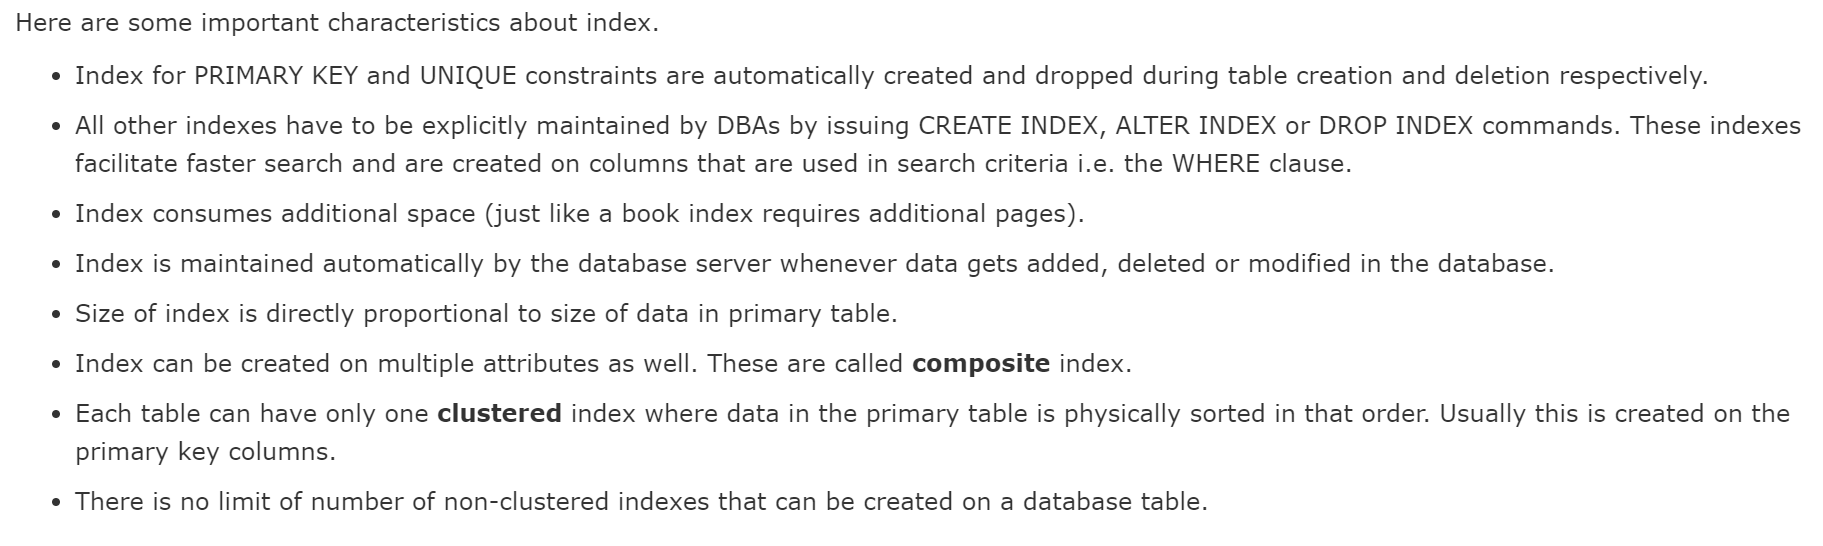 Here are some important characteristics about index.
• Index for PRIMARY KEY and UNIQUE constraints are automatically created and dropped during table creation and deletion respectively.
• All other indexes have to be explicitly maintained by DBAs by issuing CREATE INDEX, ALTER INDEX or DROP INDEX commands. These indexes
facilitate faster search and are created on columns that are used in search criteria i.e. the WHERE clause.
• Index consumes additional space (just like a book index requires additional pages).
• Index is maintained automatically by the database server whenever data gets added, deleted or modified in the database.
• Size of index is directly proportional to size of data in primary table.
• Index can be created on multiple attributes as well. These are called composite index.
• Each table can have only one clustered index where data in the primary table is physically sorted in that order. Usually this is created on the
primary key columns.
• There is no limit of number of non-clustered indexes that can be created on a database table.